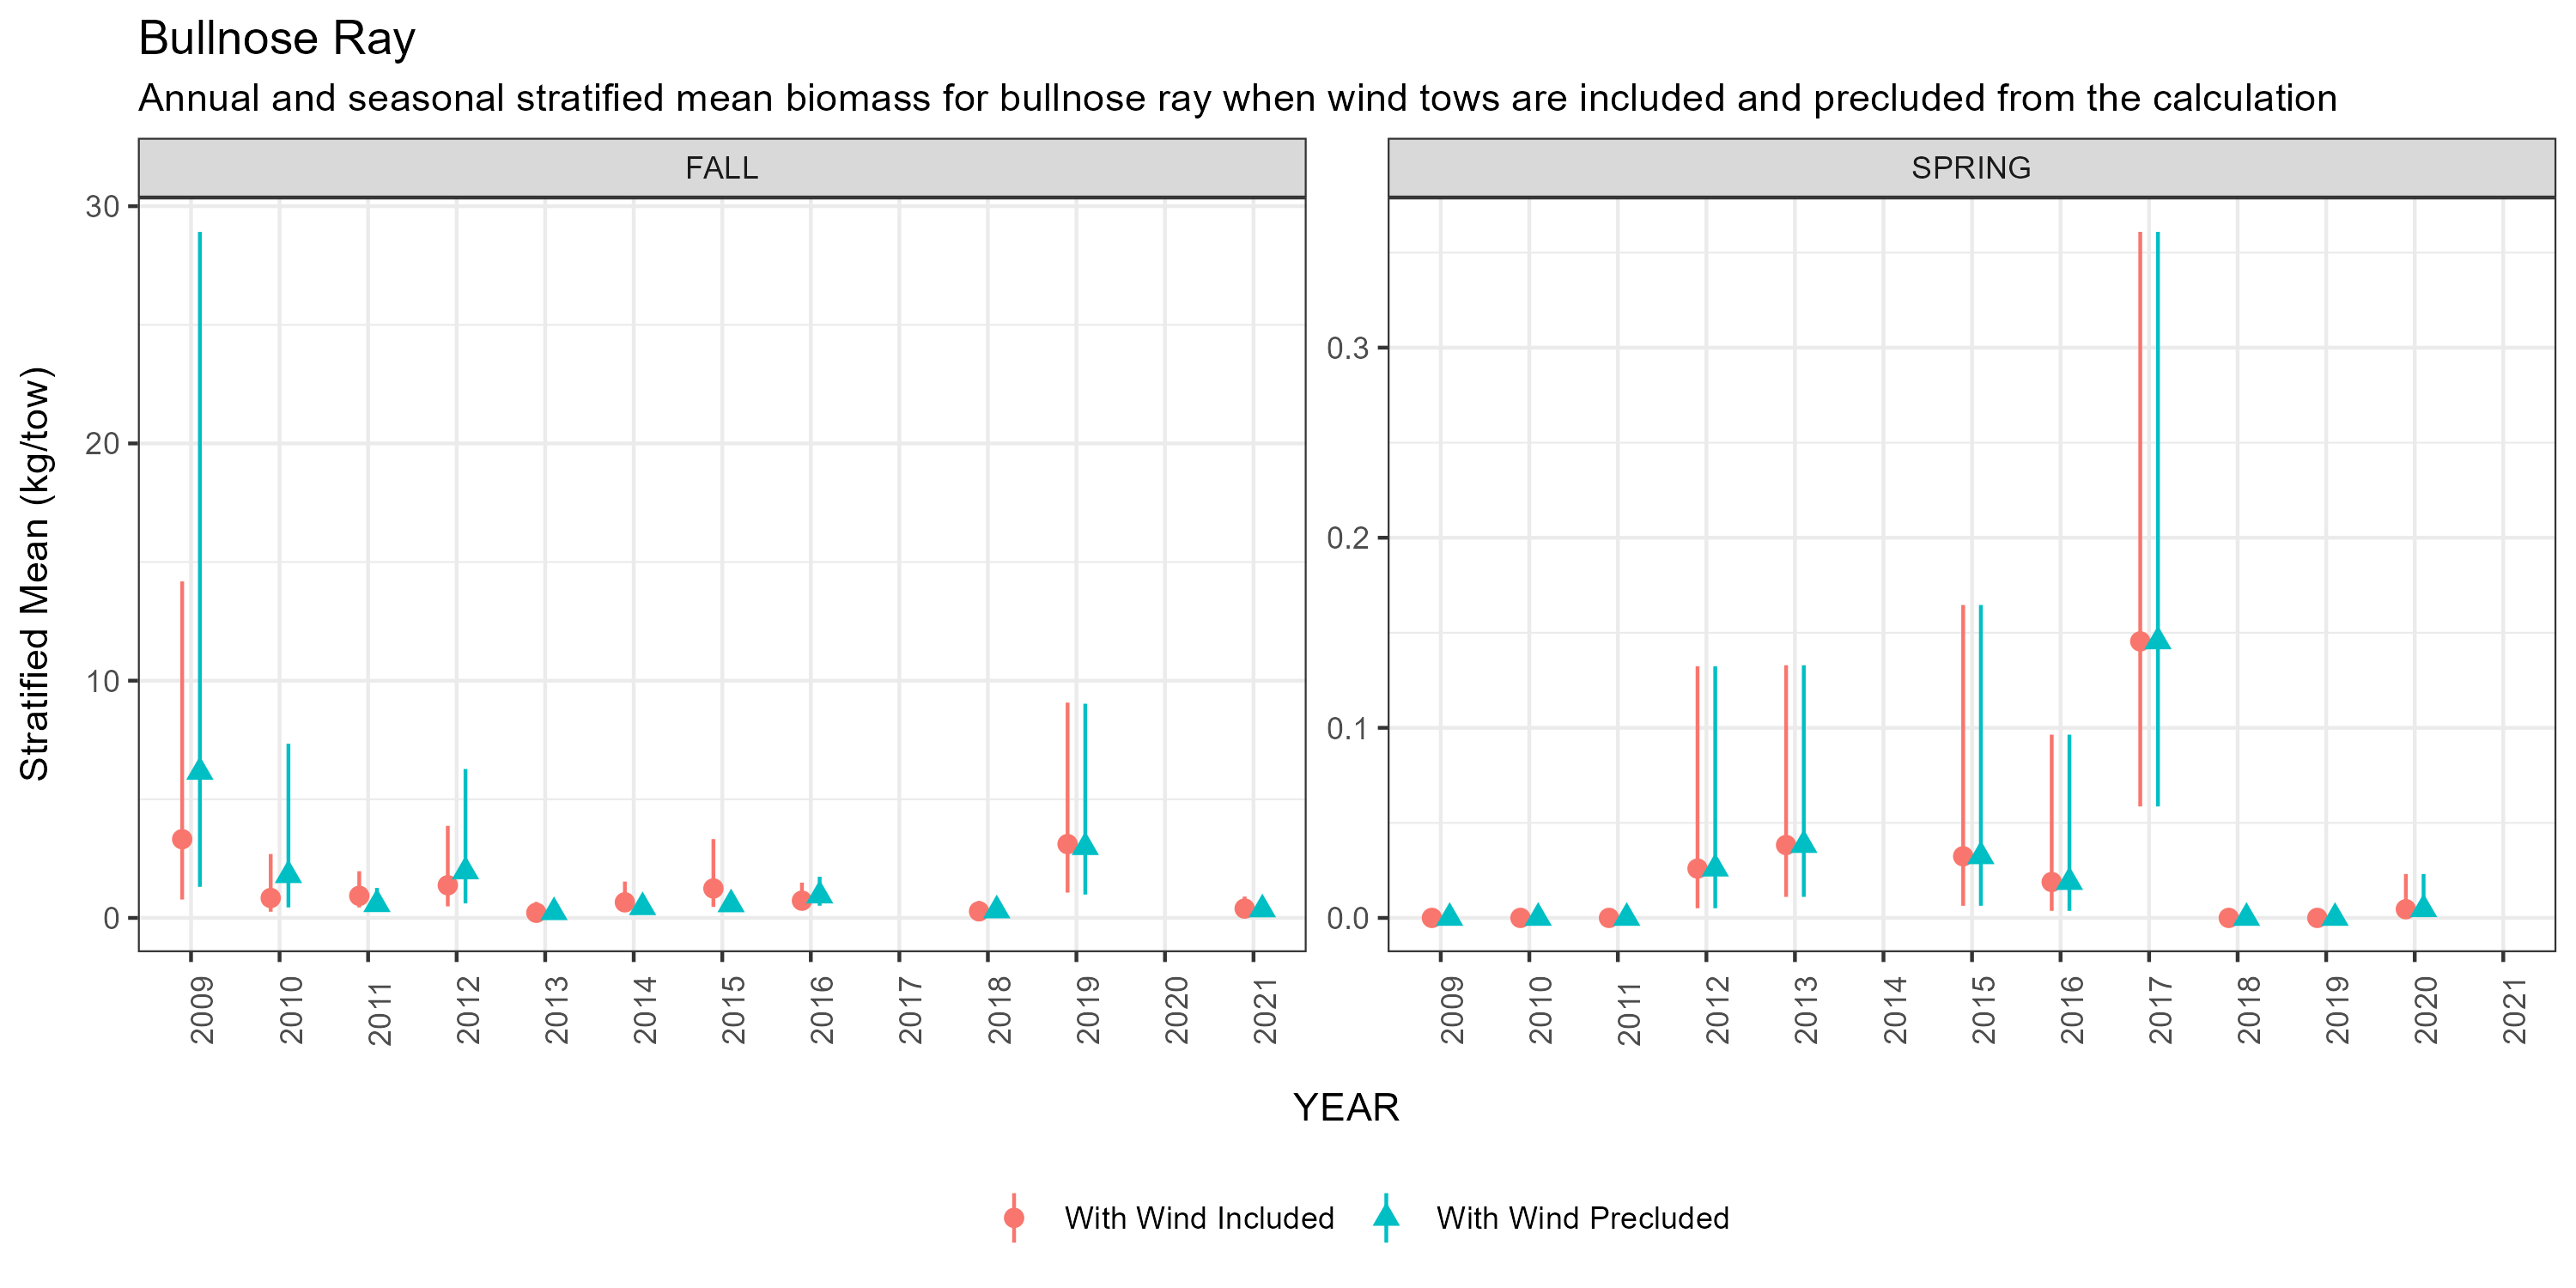 Bullnose Ray
Annual and seasonal stratified mean biomass for bullnose ray when wind tows are included and precluded from the calculation
FALL
SPRING
Stratified Mean (kg/tow)
30
20
10
0
0.3
0.2
0.1
0.0
2009 2010 2011 2012 2013 2014 2015 2016 2017 2018 2019 2020 2021
2009 2010 2011 2012 2013 2014 2015 2016 2017 2018 2019 2020 2021
YEAR
With Wind Included
With Wind Precluded